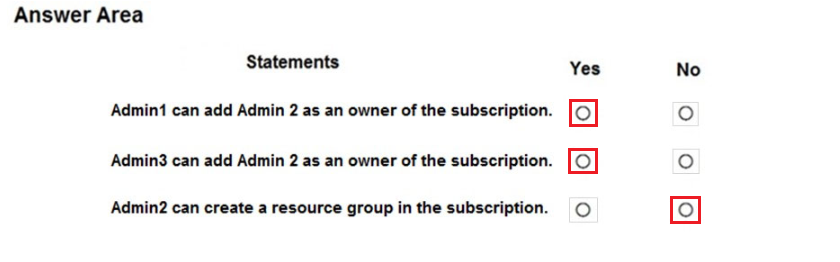 Answer Area
Statements Yes No
Admin1 can add Admin 2 as an owner of the subscription.
Admin3 can add Admin 2 as an owner of the subscription.
Admin2 can create a resource group in the subscription.